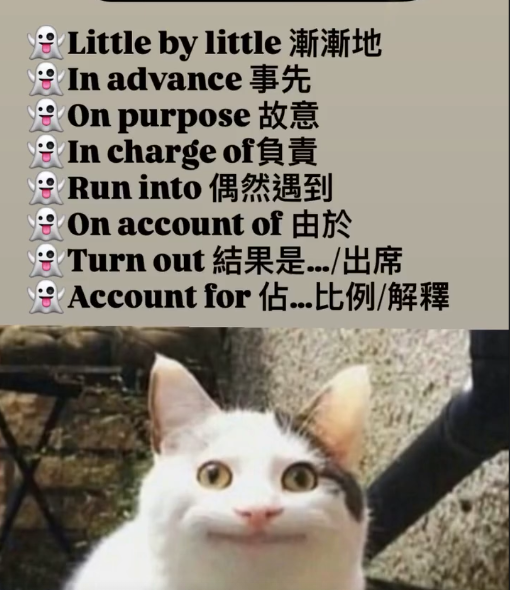 👻Little by little 漸漸地
👻In advance 事先
👻On purpose 故意
👻In charge of負責
👻Run into 偶然遇到
👻On account of 由於
👻Turn out 結果是…/出席
👻Account for 佔…比例/解釋